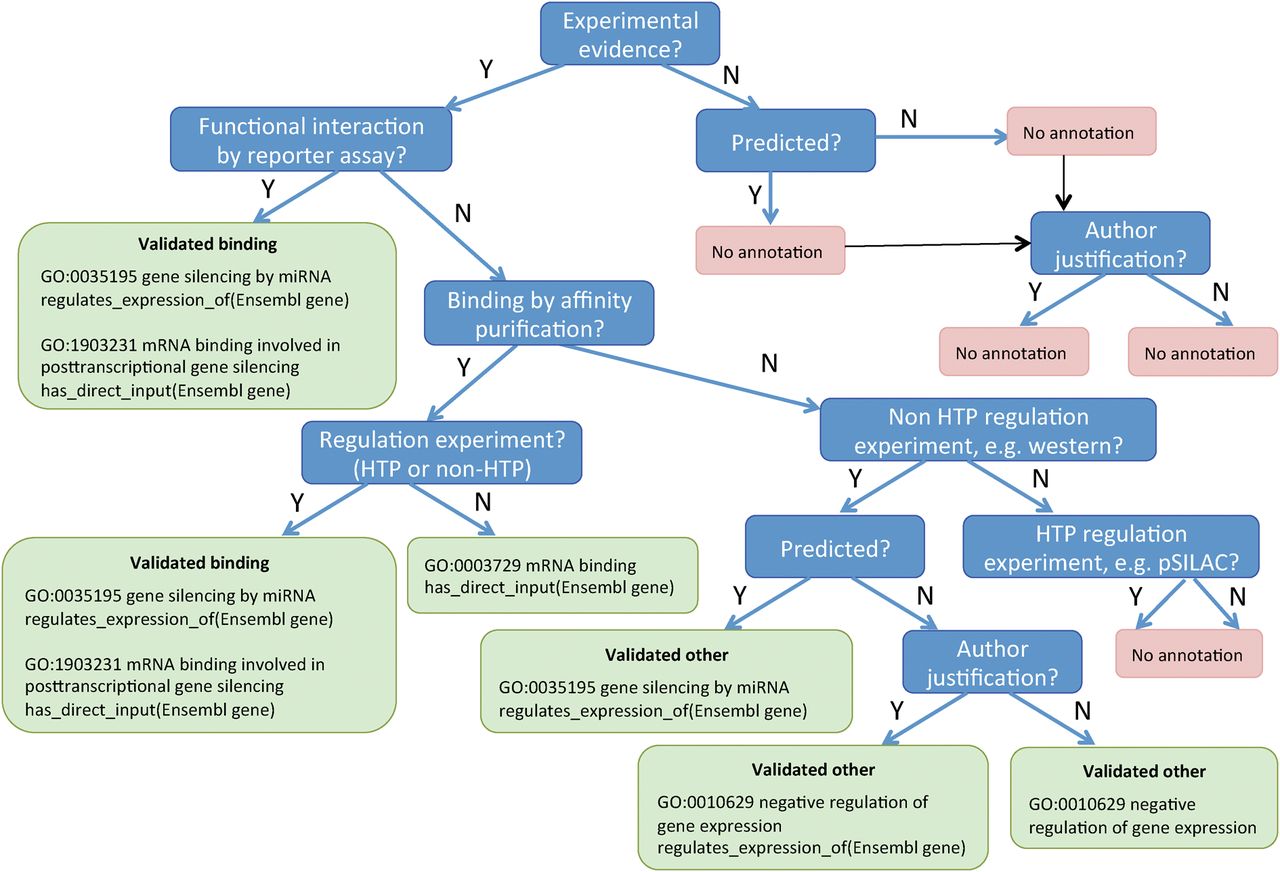 Experimental
evidence?
Y
N
Functional interaction
by reporter assay?
Predicted?
N
No annotation
Y
N
Y
Validated binding
GO:0035195 gene silencing by miRNA
regulates_expression_of(Ensembl gene)
GO:1903231 mRNA binding involved in
posttranscriptional gene silencing
has_direct_input(Ensembl gene)
No annotation
Author
justification?
Y
N
No annotation
No annotation
Binding by affinity
purification?
Y
N
Regulation experiment?
(HTP or non-HTP)
Non HTP regulation
experiment, e.g. western?
Y
N
Y
N
Validated binding
GO:0035195 gene silencing by miRNA
regulates_expression_of(Ensembl gene)
GO:1903231 mRNA binding involved in
posttranscriptional gene silencing
has_direct_input(Ensembl gene)
GO:0003729 mRNA binding
has_direct_input(Ensembl gene)
Predicted?
HTP regulation
experiment, e.g. pSILAC?
Y
N
Y
N
Validated other
GO:0035195 gene silencing by miRNA
regulates_expression_of(Ensembl gene)
Author
justification?
No annotation
Y
N
Validated other
GO:0010629 negative regulation of
gene expression
regulates_expression_of(Ensembl gene)
Validated other
GO:0010629 negative
regulation of gene expression